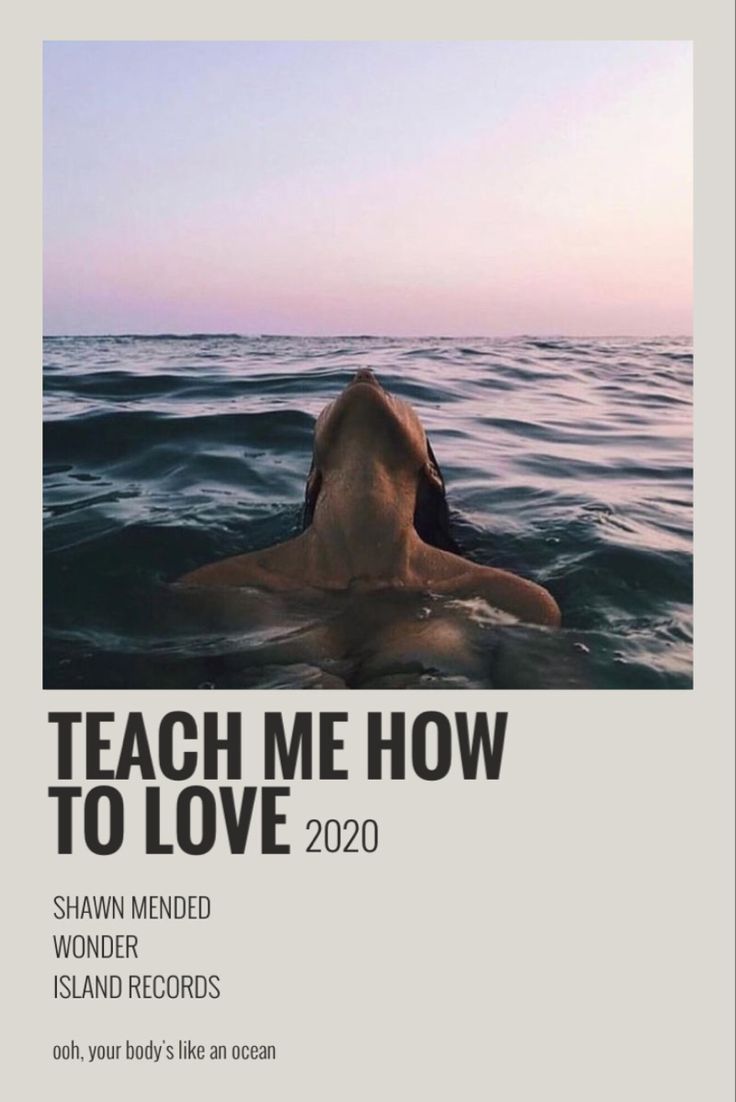 TEACH ME HOW
TO LOVE 2020
SHAWN MENDED
WONDER
ISLAND RECORDS
ooh, your body's like an ocean